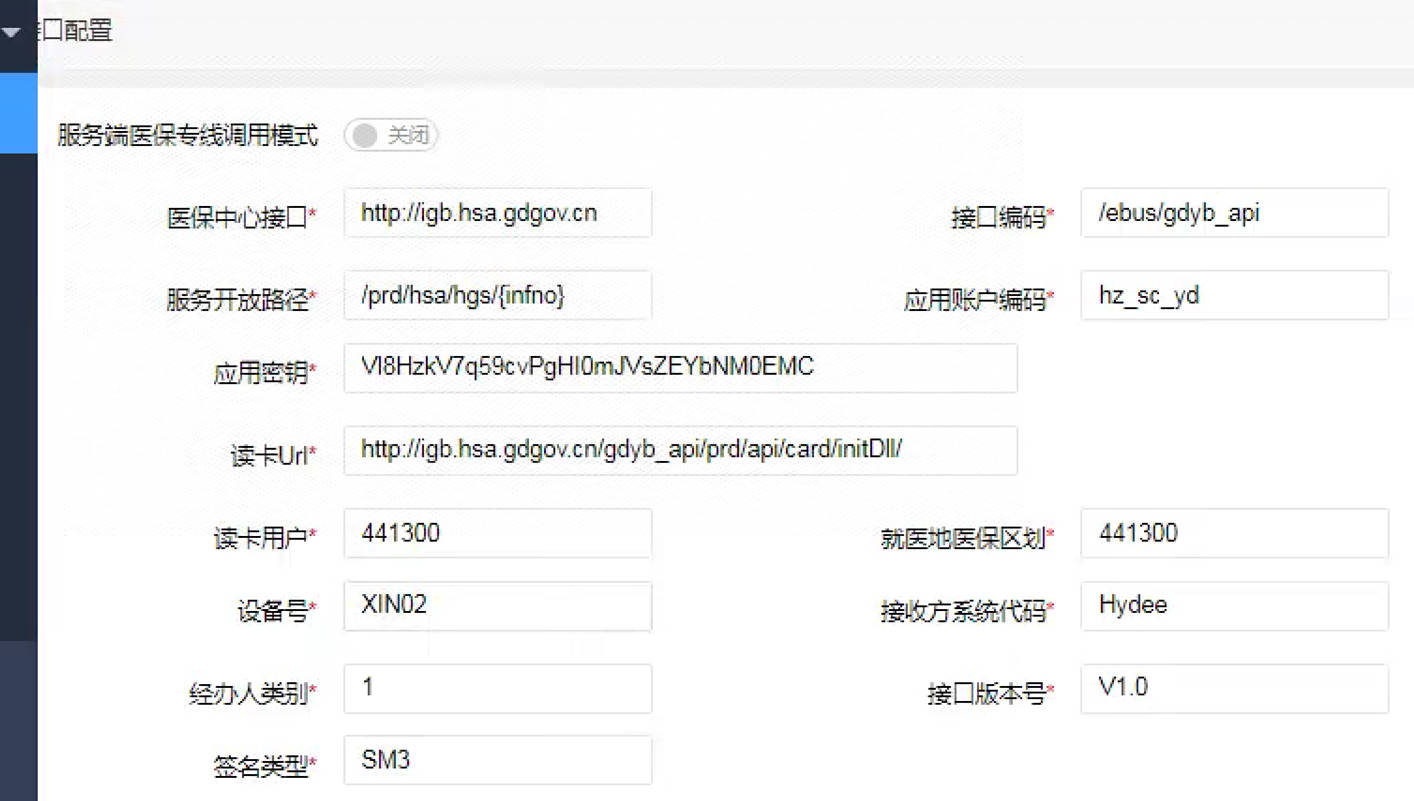 接口配置
服务端医保专线调用模式 关闭
医保中心接口* http://igb.hsa.gdgov.cn 接口编码* /ebus/gdyb_api
服务开放路径* /prd/hsa/hgs/{infno} 应用账户编码* hz_sc_yd
应用密钥* VI8HzkV7q59cvPgHI0mJVsZEYbNM0EMC
读卡Url* http://igb.hsa.gdgov.cn/gdyb_api/prd/api/card/initDll/
读卡用户* 441300 就医地医保区划* 441300
设备号* XIN02 接收方系统代码* Hydee
经办人类别* 1 接口版本号* V1.0
签名类型* SM3